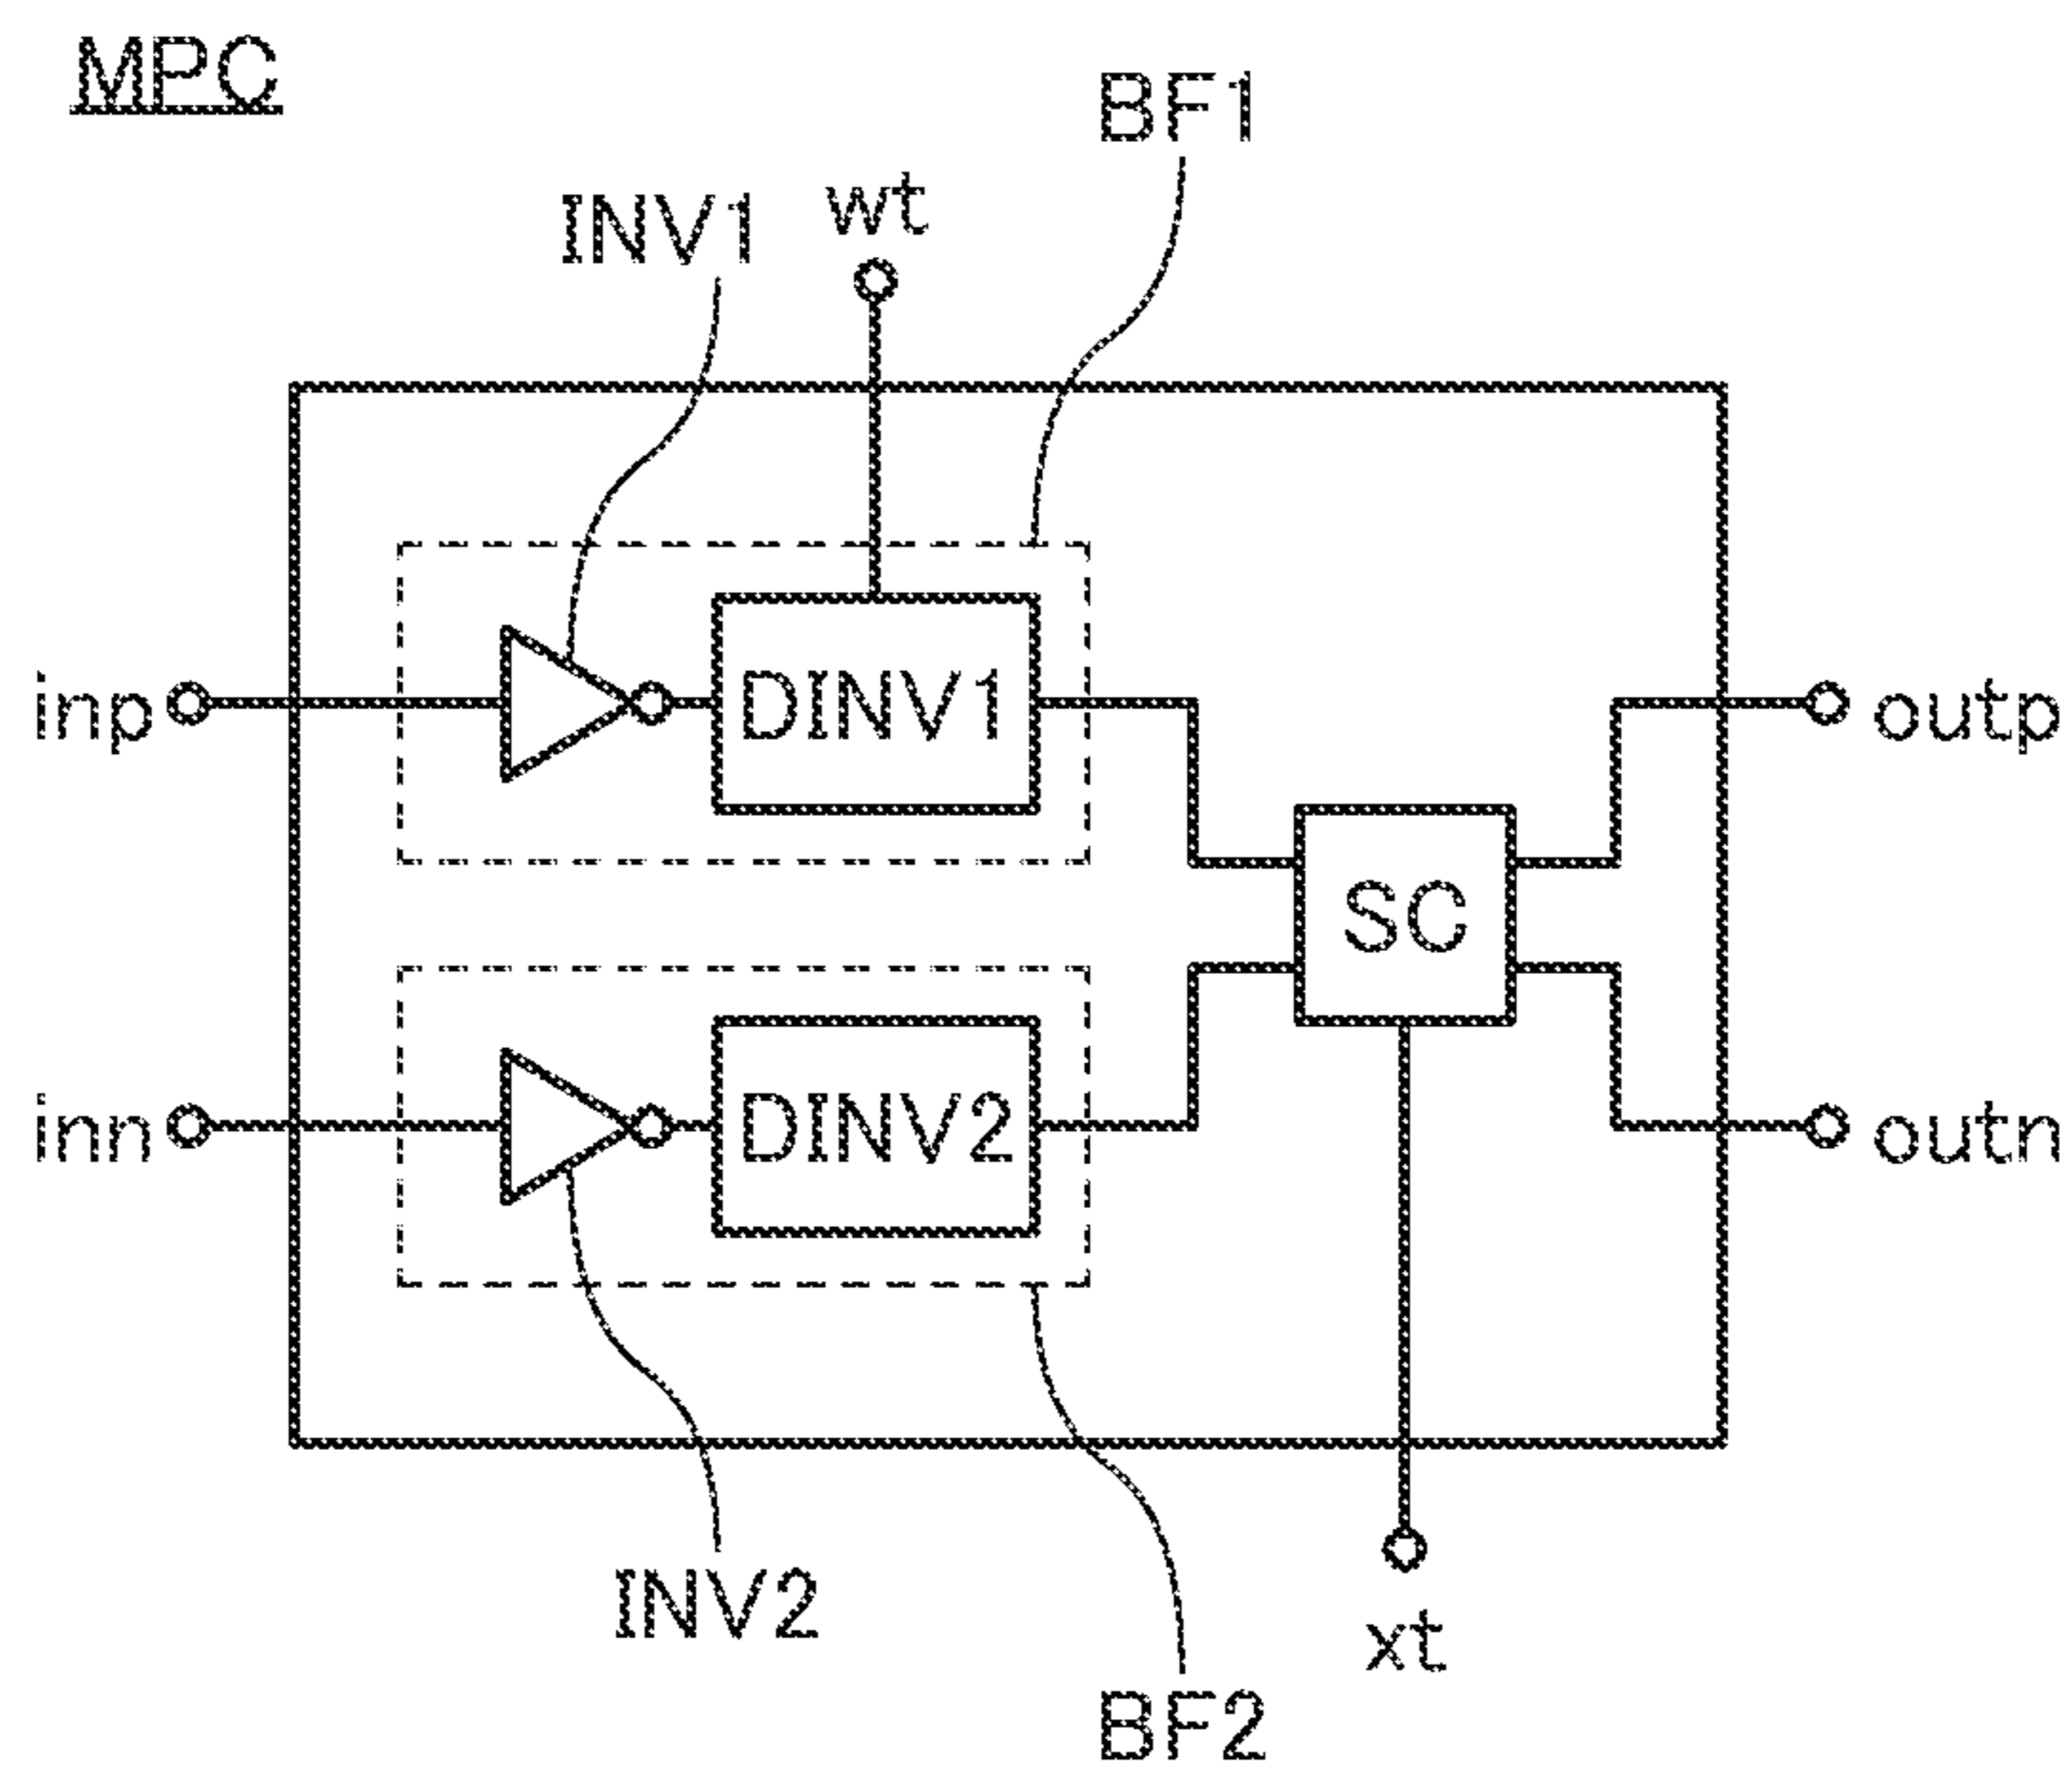 MPC
BF1
INV1
wt
inp
DINV1
outp
SC
inn
DINV2
outn
INV2
xt
BF2